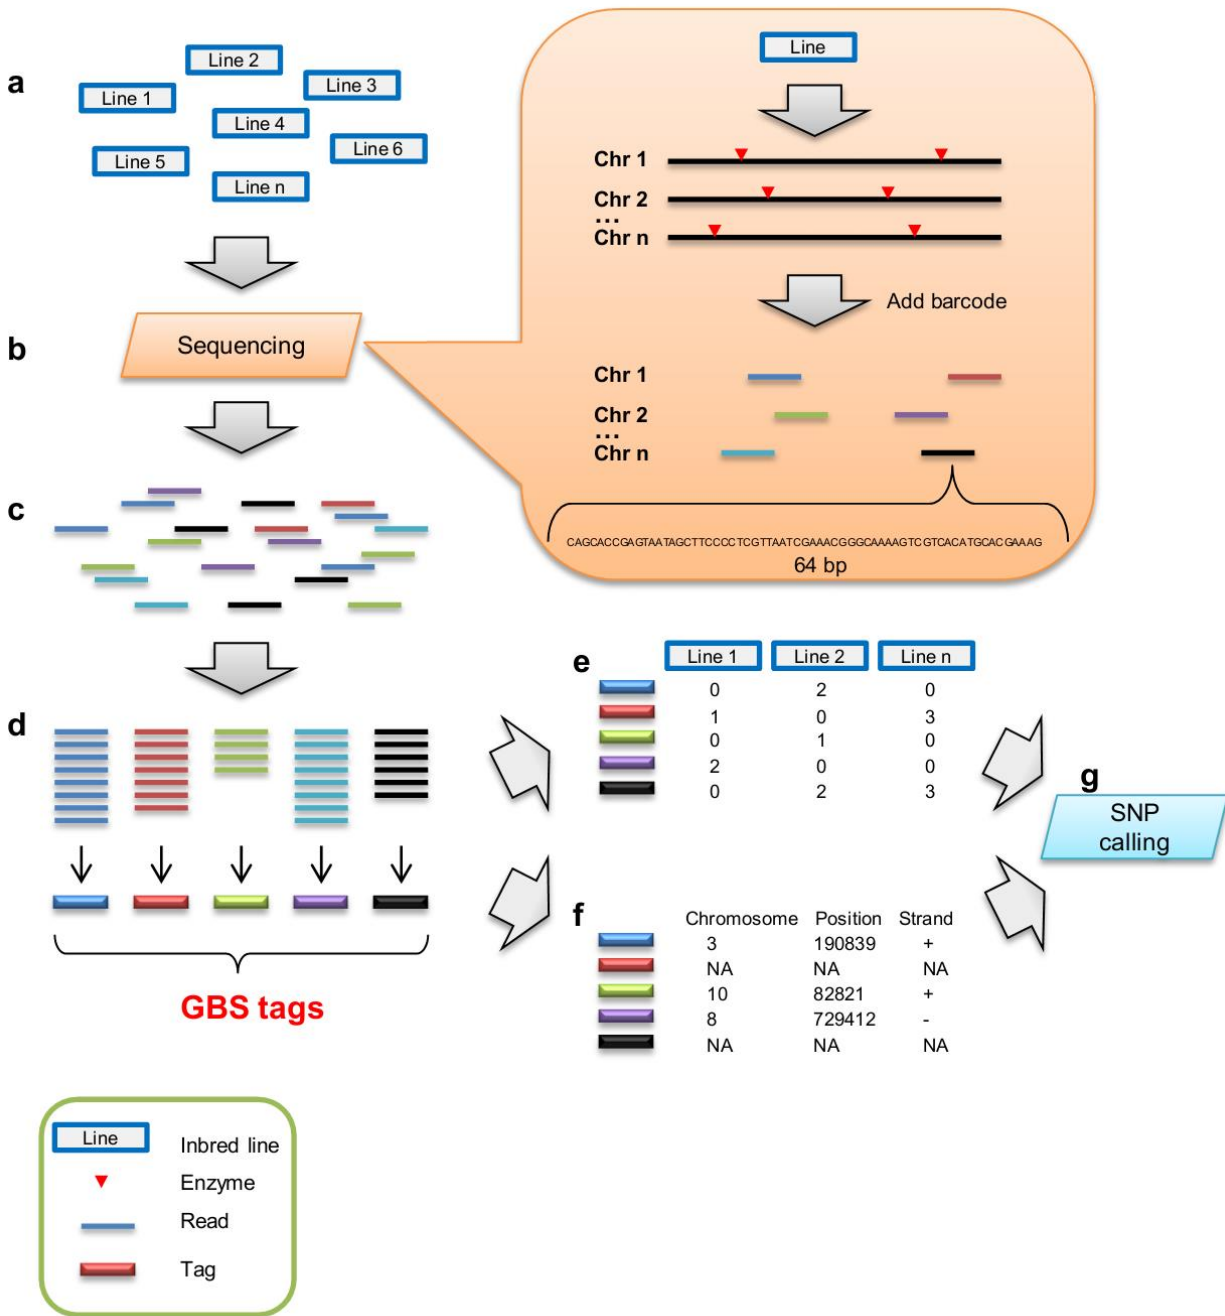 a
Line 1
Line 2
Line 3
Line 4
Line 5
Line 6
Line n
b
Sequencing
Line
Chr 1
Chr 2
...
Chr n
Add barcode
Chr 1
Chr 2
...
Chr n
CAGCACCGAGTAATAGCTTCCCCTCGTTAATCGAAACGGGCAAAAGTCGTCACATGCACGAAAG
64 bp
c
d
GBS tags
e
Line 1 Line 2 Line n
0 2 0
1 0 3
0 1 0
2 0 0
0 2 3
f
Chromosome Position Strand
3 190839 +
NA NA NA
10 82821 +
8 729412 -
NA NA NA
g
SNP
calling
Line Inbred line
Enzyme
Read
Tag